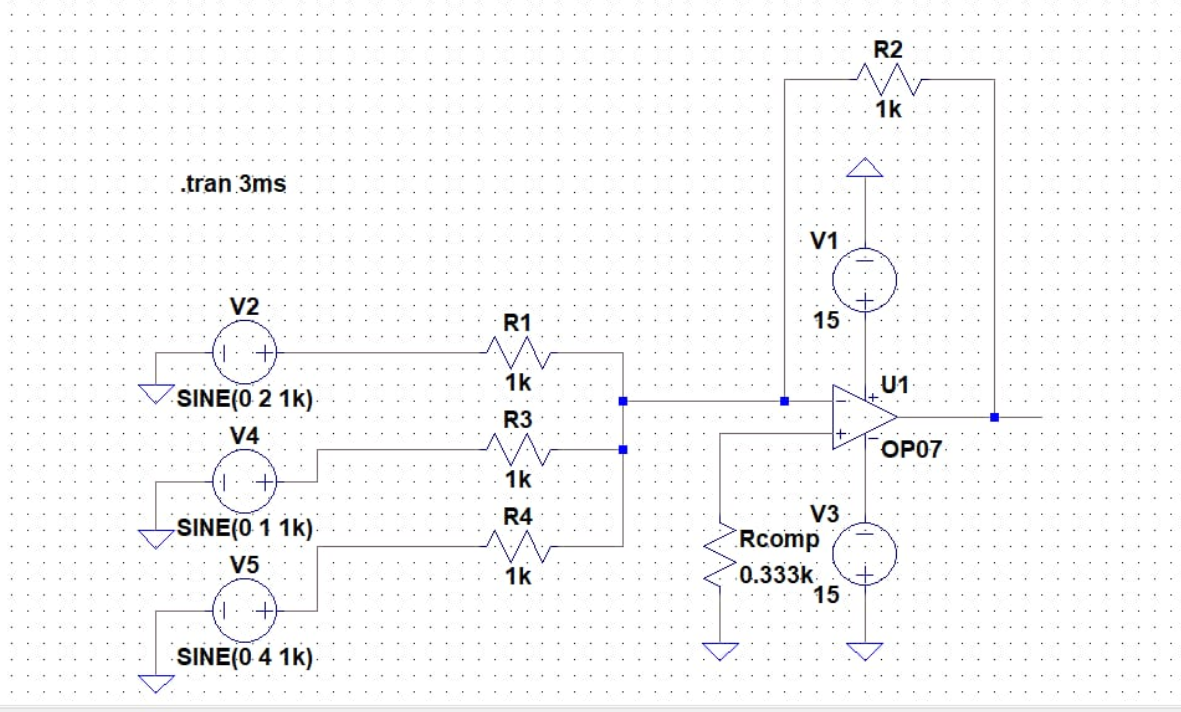 R2
1k
.tran 3ms
V1
15
V2
SINE(0 2 1k)
R1
1k
U1
OP07
V4
SINE(0 1 1k)
R3
1k
V5
SINE(0 4 1k)
R4
1k
Rcomp
0.333k
V3
15